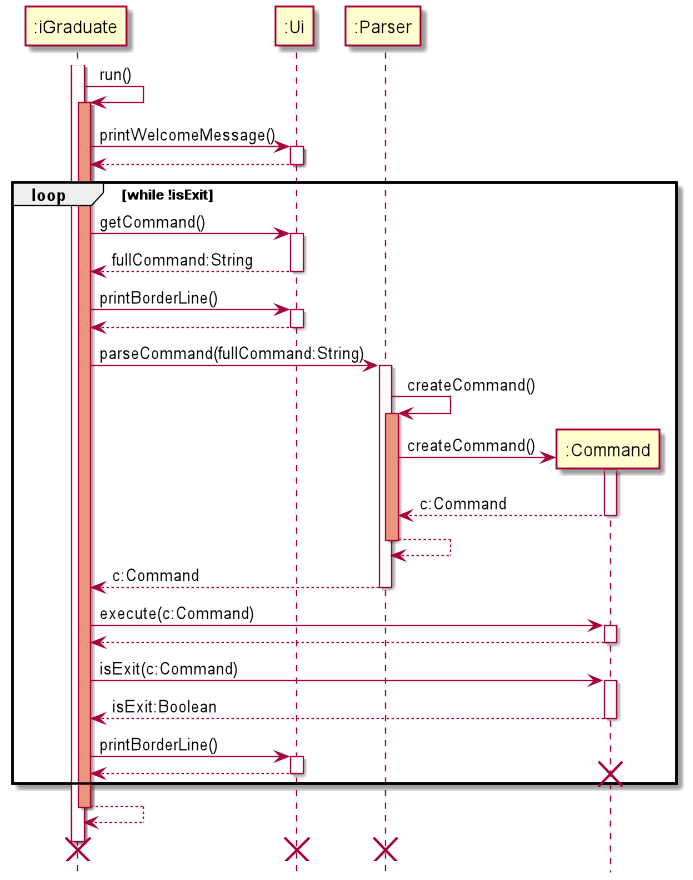 :iGraduate
:Ui
:Parser
run()
printWelcomeMessage()
loop
[while !isExit]
getCommand()
fullCommand:String
printBorderLine()
parseCommand(fullCommand:String)
createCommand()
createCommand()
:Command
c:Command
c:Command
execute(c:Command)
isExit(c:Command)
isExit:Boolean
printBorderLine()